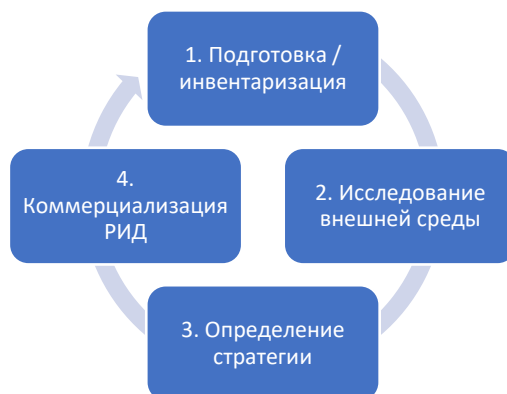 1. Подготовка /
инвентаризация
2. Исследование
внешней среды
3. Определение
стратегии
4.
Коммерциализация
РИД